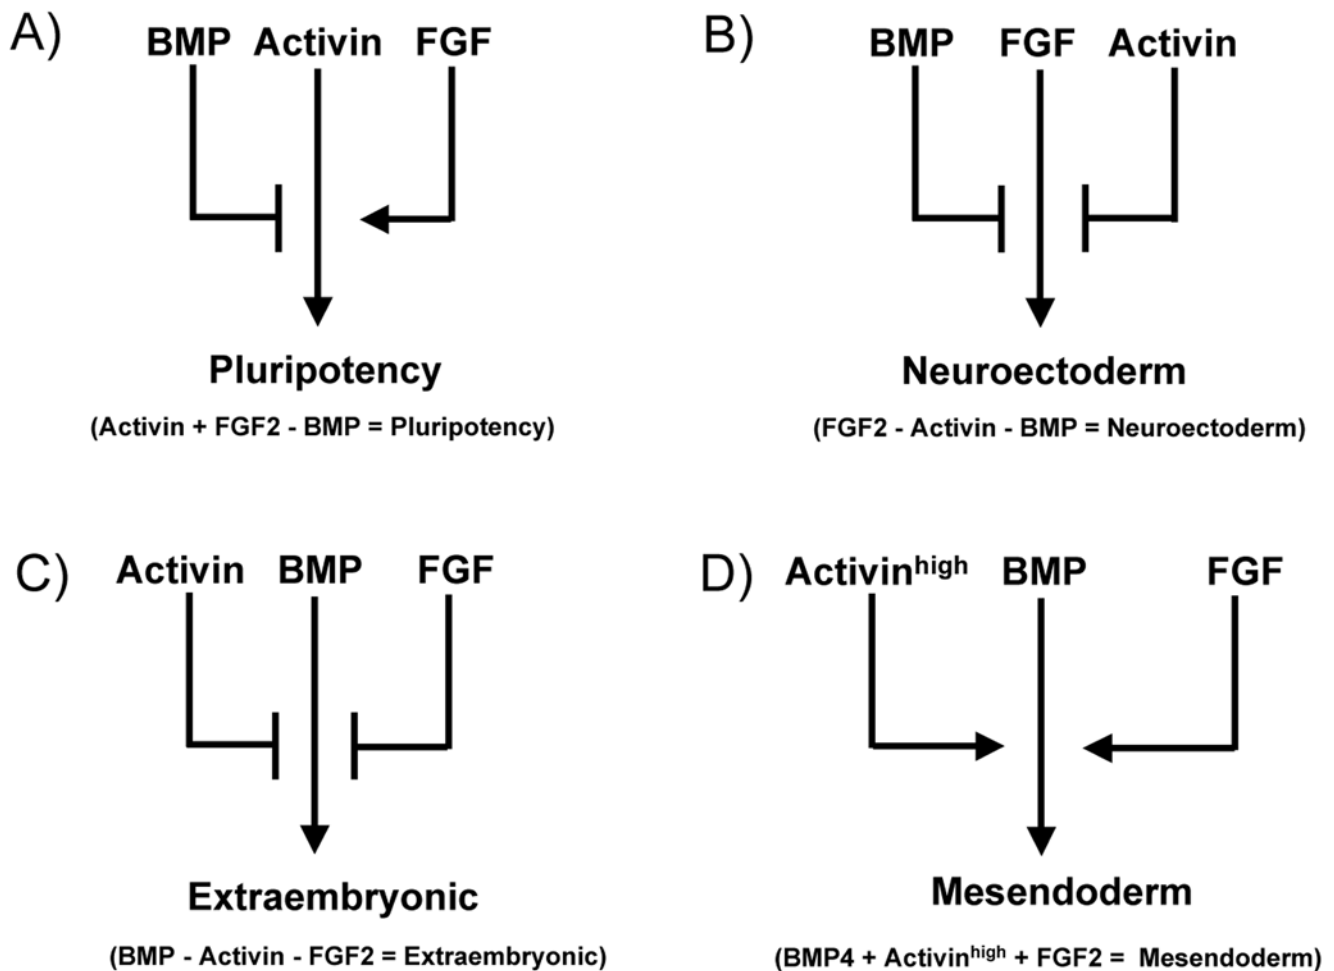 A)
BMP Activin FGF
Pluripotency
(Activin + FGF2 - BMP = Pluripotency)
B)
BMP FGF Activin
Neuroectoderm
(FGF2 - Activin - BMP = Neuroectoderm)
C)
Activin BMP FGF
Extraembryonic
(BMP - Activin - FGF2 = Extraembryonic)
D)
Activinhigh BMP FGF
Mesendoderm
(BMP4 + Activinhigh + FGF2 = Mesendoderm)